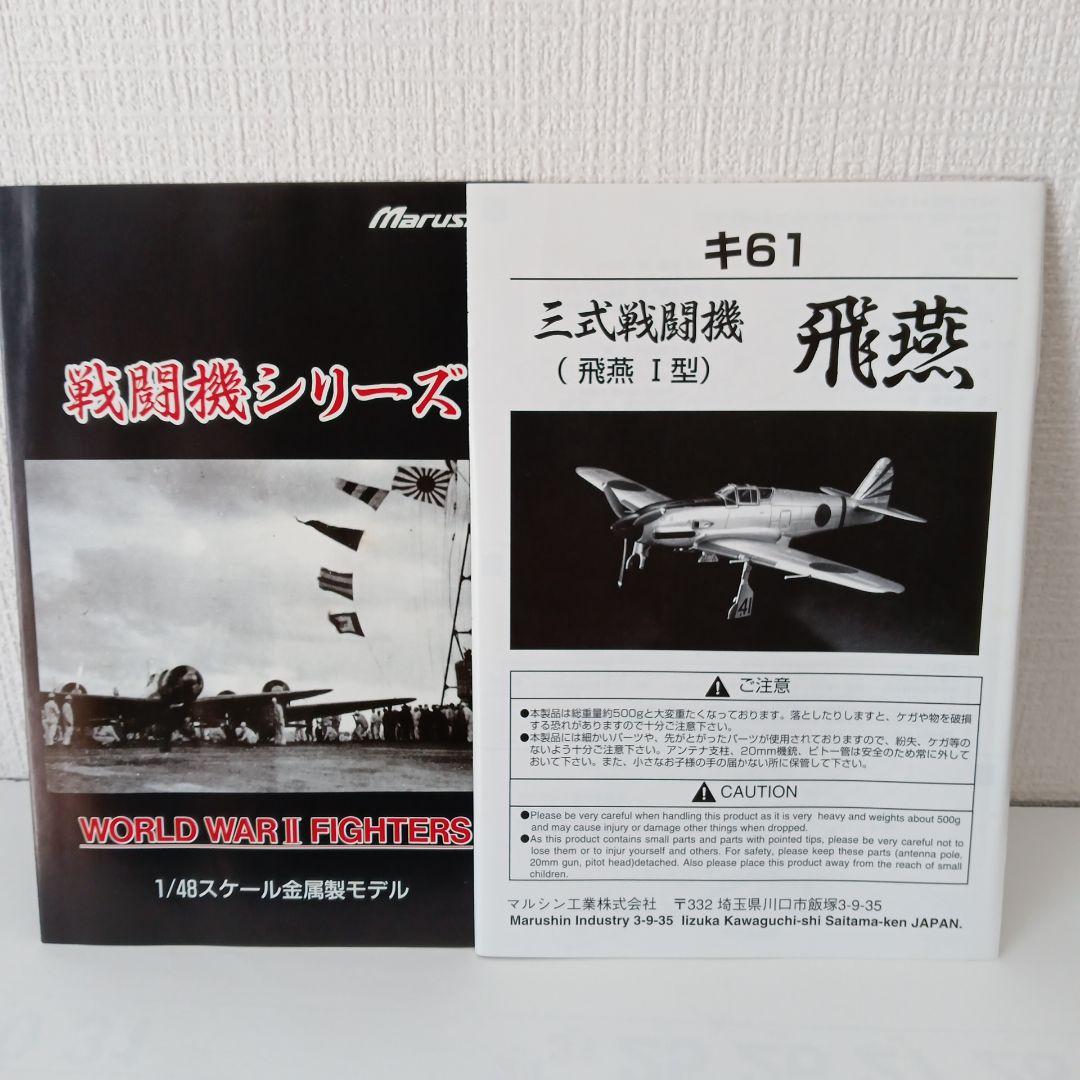 戦闘機シリーズ
WORLD WAR II FIGHTERS
1/48スケール金属製モデル
キ61
三式戦闘機
(飛燕 I型)
飛燕
41
ご注意
●本製品は総重量約500gと大変重たくなっております。落としたりしますと、ケガや物を破損
する恐れがありますので十分ご注意下さい。
●本製品には細かいパーツや、先がとがったパーツが使用されておりますので、紛失、ケガ等の
ないよう十分ご注意下さい。アンテナ支柱、20mm機銃、ピトー管は安全のため常に外して
おいて下さい。また、小さなお子様の手の届かない所に保管して下さい。
CAUTION
●Please be very careful when handling this product as it is very heavy and weights about 500g
and may cause injury or damage other things when dropped.
●As this product contains small parts and parts with pointed tips, please be very careful not to
lose them or to injur yourself and others. For safety, please keep these parts (antenna pole,
20mm gun, pitot head)detached. Also please place this product away from the reach of small
children.
マルシン工業株式会社 〒332 埼玉県川口市飯塚3-9-35
Marushin Industry 3-9-35 Iizuka Kawaguchi-shi Saitama-ken JAPAN.